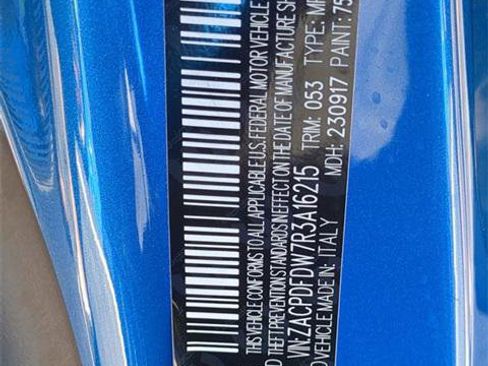 THIS VEHICLE CONFORMS TO ALL APPLICABLE U.S. FEDERAL MOTOR VEHICLE
THEFT PREVENTION STANDARDS IN EFFECT ON THE DATE OF MANUFACTURE
VIN: ZACPDFDW7R3A16215 TRIM: 053 TYPE:
VEHICLE MADE IN: ITALY MDH: 230917 PAINT: